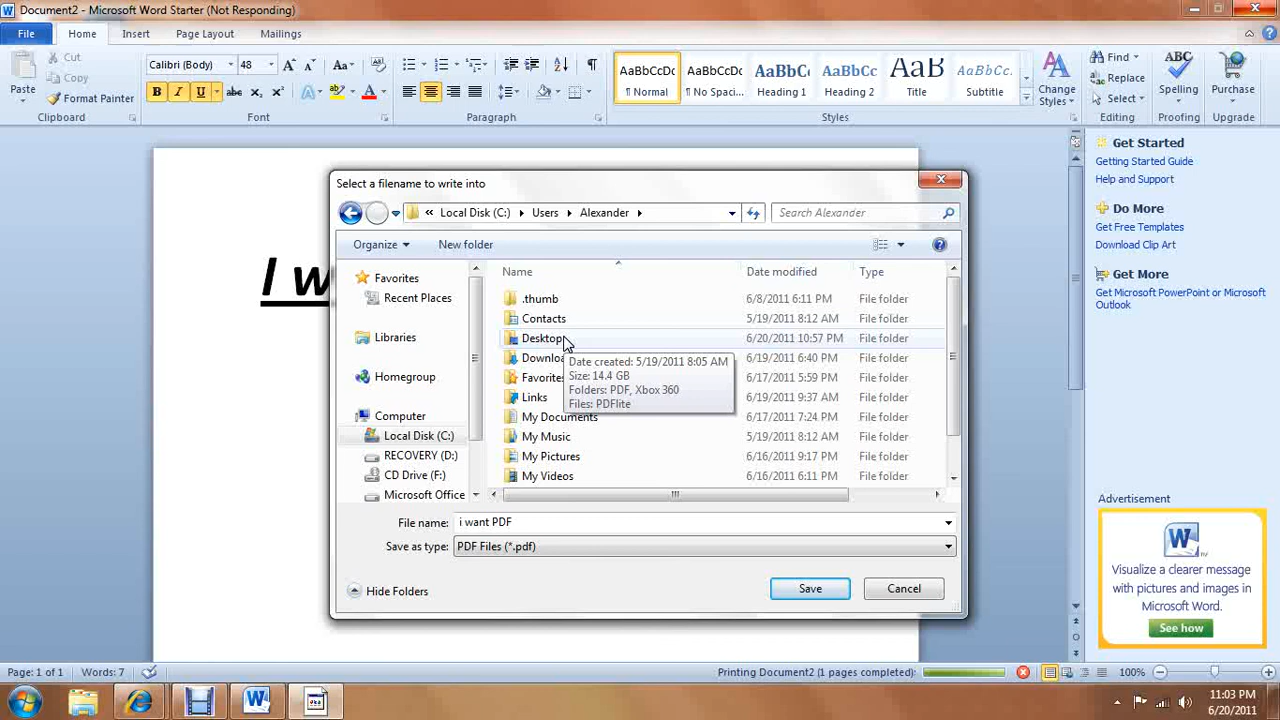 Document2 - Microsoft Word Starter (Not Responding)
File Home Insert Page Layout Mailings
Paste
Cut
Copy
Format Painter
Clipboard
Calibri (Body) 48 Aa
B I U abc x₂ x² A ab A
Font
Paragraph
AaBbCcDc AaBbCcDc AaBbCc AaBbCc AaB AaBbCcDc
¶ Normal ¶ No Spaci... Heading 1 Heading 2 Title Subtitle
Change Styles
Styles
Find
Replace
Select
Editing
ABC
Spelling
Proofing
Purchase
Upgrade
I w
Select a filename to write into
« Local Disk (C:) Users Alexander
Search Alexander
Organize New folder
Favorites
Recent Places
Libraries
Homegroup
Computer
Local Disk (C:)
RECOVERY (D:)
CD Drive (F:)
Microsoft Office
Name Date modified Type
.thumb 6/8/2011 6:11 PM File folder
Contacts 5/19/2011 8:12 AM File folder
Desktop 6/20/2011 10:57 PM File folder
Downloa 6/19/2011 6:40 PM File folder
Favorites 6/17/2011 5:59 PM File folder
Links 6/19/2011 9:37 AM File folder
My Documents 6/17/2011 7:24 PM File folder
My Music 5/19/2011 8:12 AM File folder
My Pictures 6/16/2011 9:17 PM File folder
My Videos 6/16/2011 6:11 PM File folder
Date created: 5/19/2011 8:05 AM
Size: 14.4 GB
Folders: PDF, Xbox 360
Files: PDFlite
File name: i want PDF
Save as type: PDF Files (*.pdf)
Hide Folders
Save
Cancel
Get Started
Getting Started Guide
Help and Support
Do More
Get Free Templates
Download Clip Art
Get More
Get Microsoft PowerPoint or Microsoft
Outlook
Advertisement
Visualize a clearer message
with pictures and images in
Microsoft Word.
See how
Page: 1 of 1 Words: 7
Printing Document2 (1 pages completed):
100%
11:03 PM
6/20/2011